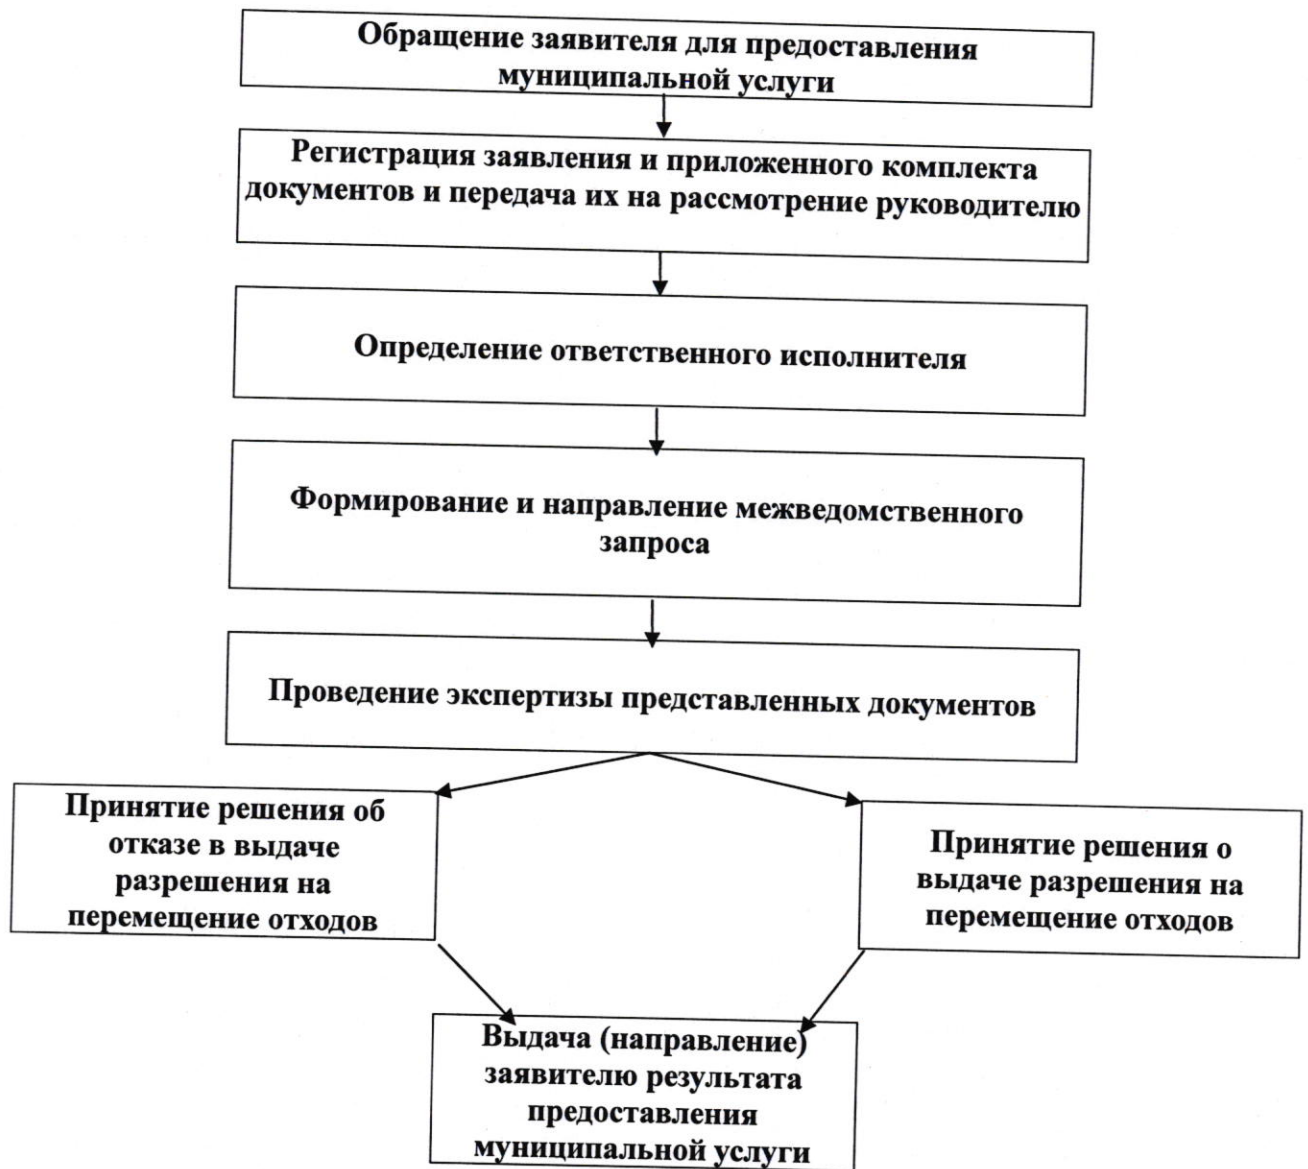 Обращение заявителя для предоставления
муниципальной услуги
Регистрация заявления и приложенного комплекта
документов и передача их на рассмотрение руководителю
Определение ответственного исполнителя
Формирование и направление межведомственного
запроса
Проведение экспертизы представленных документов
Принятие решения об
отказе в выдаче
разрешения на
перемещение отходов
Принятие решения о
выдаче разрешения на
перемещение отходов
Выдача (направление)
заявителю результата
предоставления
муниципальной услуги